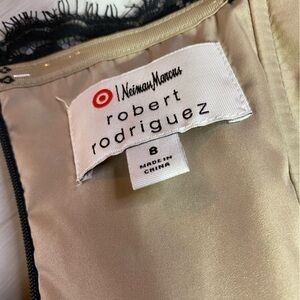 Neiman Marcus
robert
rodriguez
8
MADE IN
CHINA